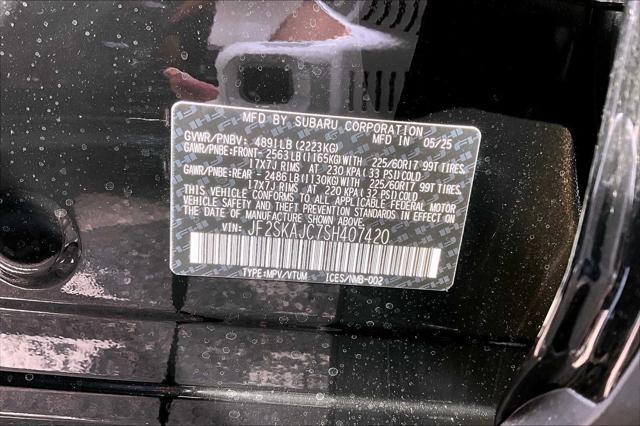 MFD BY SUBARU CORPORATION
GVWR/PNBV: 4891LB (2223KG) MFD IN 05/25
GAWR/PNBE:FRONT- 2563LB(1165KG)WITH 225/60R17 99T TIRES
17X7J RIMS AT 230 KPA(33 PSI)COLD
GAWR/PNBE:REAR - 2486LB(1130KG)WITH 225/60R17 99T TIRES
17X7J RIMS AT 220 KPA(32 PSI)COLD
THIS VEHICLE CONFORMS TO ALL APPLICABLE FEDERAL MOTOR
VEHICLE SAFETY AND THEFT PREVENTION STANDARDS IN EFFECT ON
THE DATE OF MANUFACTURE SHOWN ABOVE.
VIN: JF2SKAJC7SH407420
TYPE:MPV/VTUM ICES/NMB-002